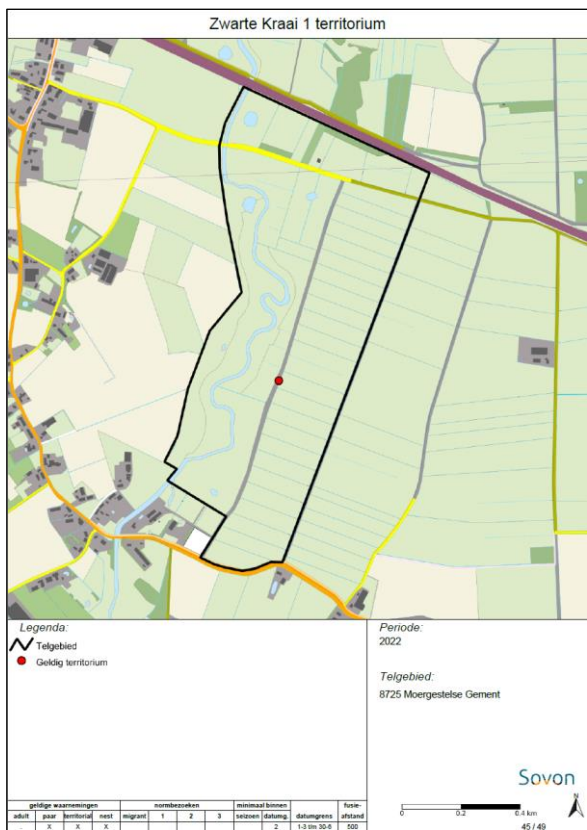 Zwarte Kraai 1 territorium
Legenda:
Telgebied
Geldig territorium
Periode:
2022
Telgebied:
8725 Moergestelse Gement
Sovon
0 0.2 0.4 km
N
45 / 49
geldige waarnemingen normbezoeken minimaal binnen fusie-
adult paar territoriaal nest migrant 1 2 3 seizoen datumg. datumgrens afstand
. X X X 2 1-3 t/m 30-6 500